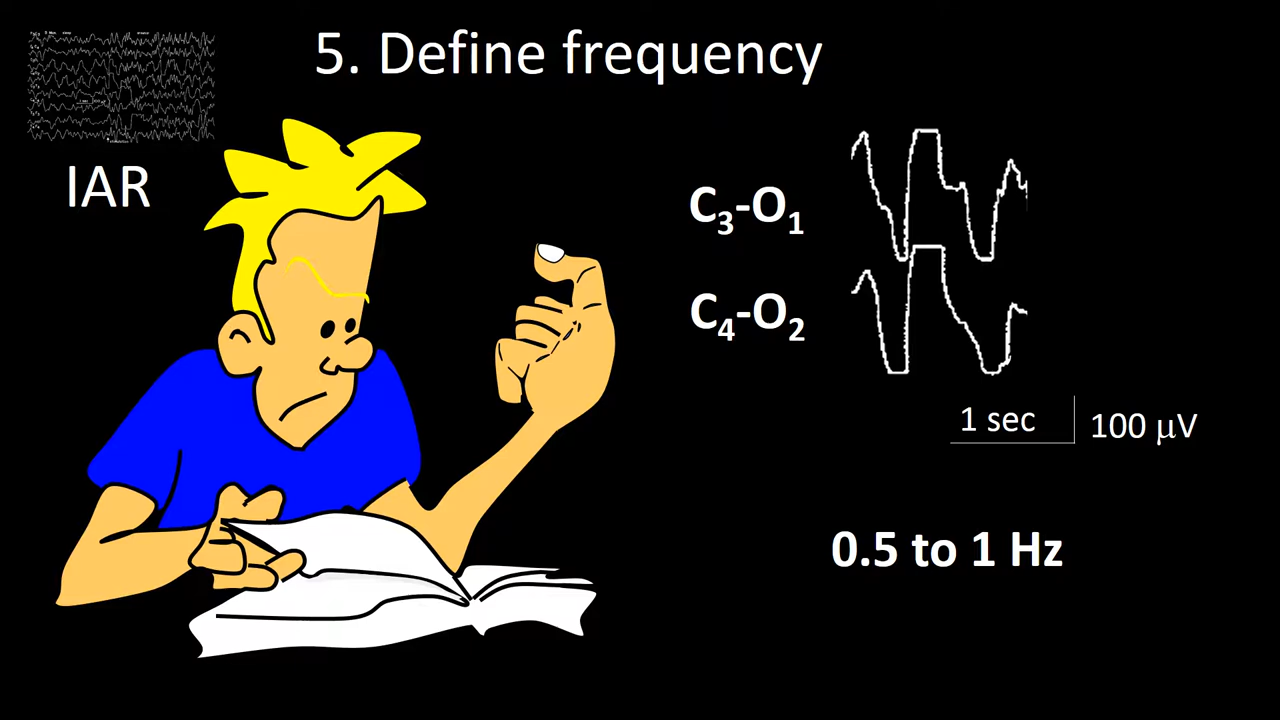 5. Define frequency
IAR
C₃-O₁
C₄-O₂
1 sec
100 µV
0.5 to 1 Hz